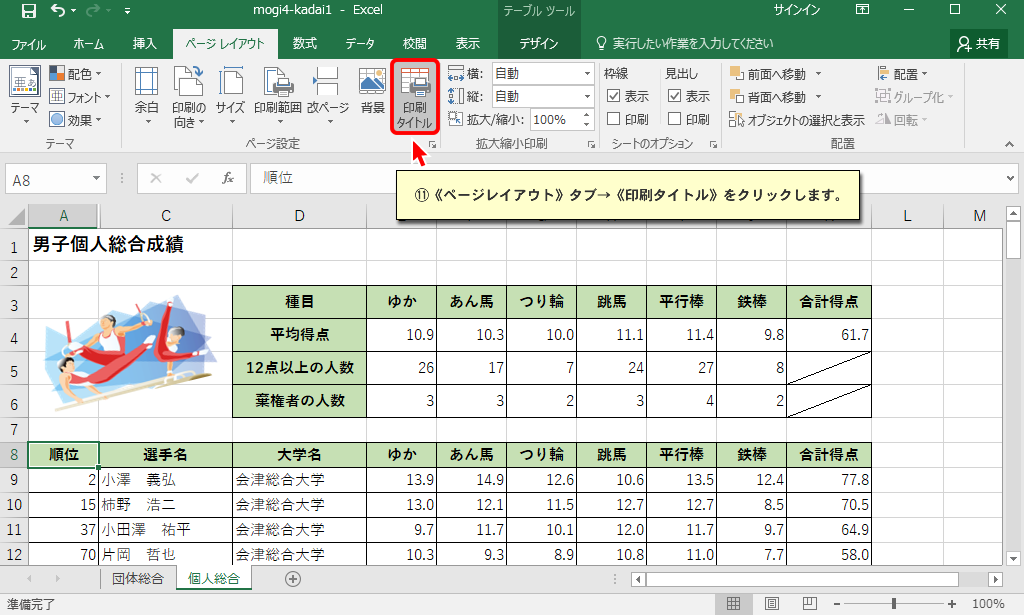 mogi4-kadai1 - Excel
テーブル ツール
サインイン
ファイル ホーム 挿入 ページ レイアウト 数式 データ 校閲 表示 デザイン 実行したい作業を入力してください 共有
テーマ
配色
フォント
効果
テーマ
余白
印刷の
向き
サイズ
印刷範囲
改ページ
背景
印刷
タイトル
ページ設定
横: 自動
縦: 自動
拡大/縮小: 100%
拡大縮小印刷
枠線 見出し
表示 表示
印刷 印刷
シートのオプション
前面へ移動
背面へ移動
オブジェクトの選択と表示
配置
グループ化
回転
配置
A8
fx
順位
⑪《ページレイアウト》タブ→《印刷タイトル》をクリックします。
A C D L M
1 男子個人総合成績
2
3 種目 ゆか あん馬 つり輪 跳馬 平行棒 鉄棒 合計得点
4 平均得点 10.9 10.3 10.0 11.1 11.4 9.8 61.7
5 12点以上の人数 26 17 7 24 27 8
6 棄権者の人数 3 3 2 3 4 2
7
8 順位 選手名 大学名 ゆか あん馬 つり輪 跳馬 平行棒 鉄棒 合計得点
9 2 小澤 義弘 会津総合大学 13.9 14.9 12.6 10.6 13.5 12.4 77.8
10 15 柿野 浩二 会津総合大学 13.0 12.1 11.5 12.7 12.7 8.5 70.5
11 37 小田澤 祐平 会津総合大学 9.7 11.7 10.1 12.0 11.7 9.7 64.9
12 70 片岡 哲也 会津総合大学 10.3 9.3 8.9 10.8 11.0 7.7 58.0
団体総合 個人総合
準備完了
100%